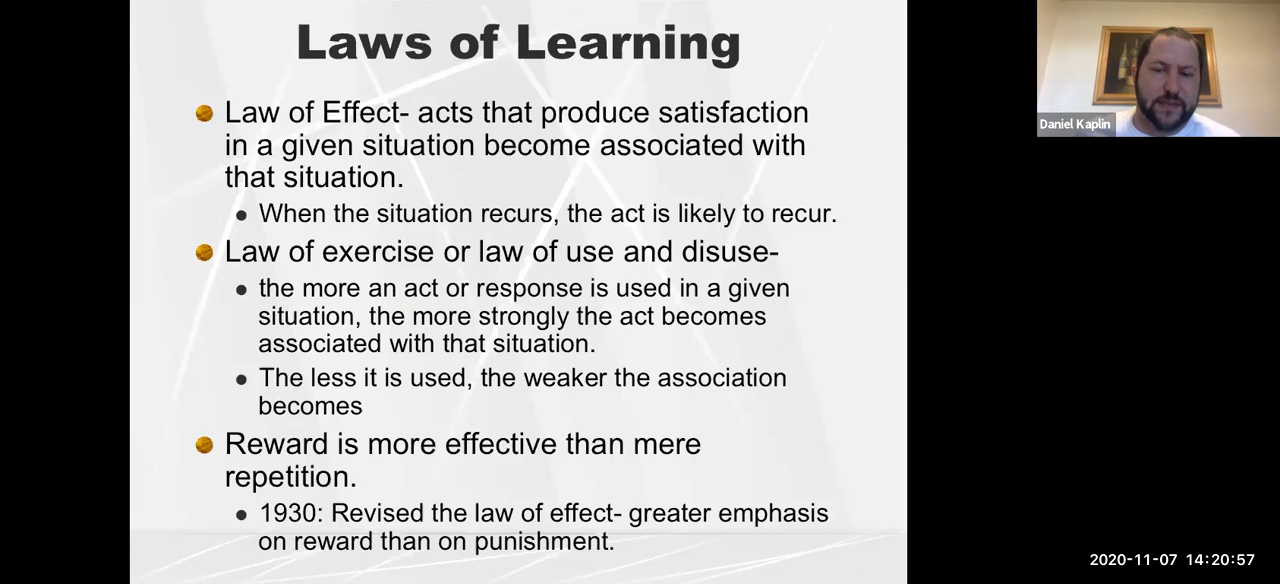 Laws of Learning
Law of Effect- acts that produce satisfaction
in a given situation become associated with
that situation.
When the situation recurs, the act is likely to recur.
Law of exercise or law of use and disuse-
the more an act or response is used in a given
situation, the more strongly the act becomes
associated with that situation.
The less it is used, the weaker the association
becomes
Reward is more effective than mere
repetition.
1930: Revised the law of effect- greater emphasis
on reward than on punishment.
Daniel Kaplin
2020-11-07 14:20:57